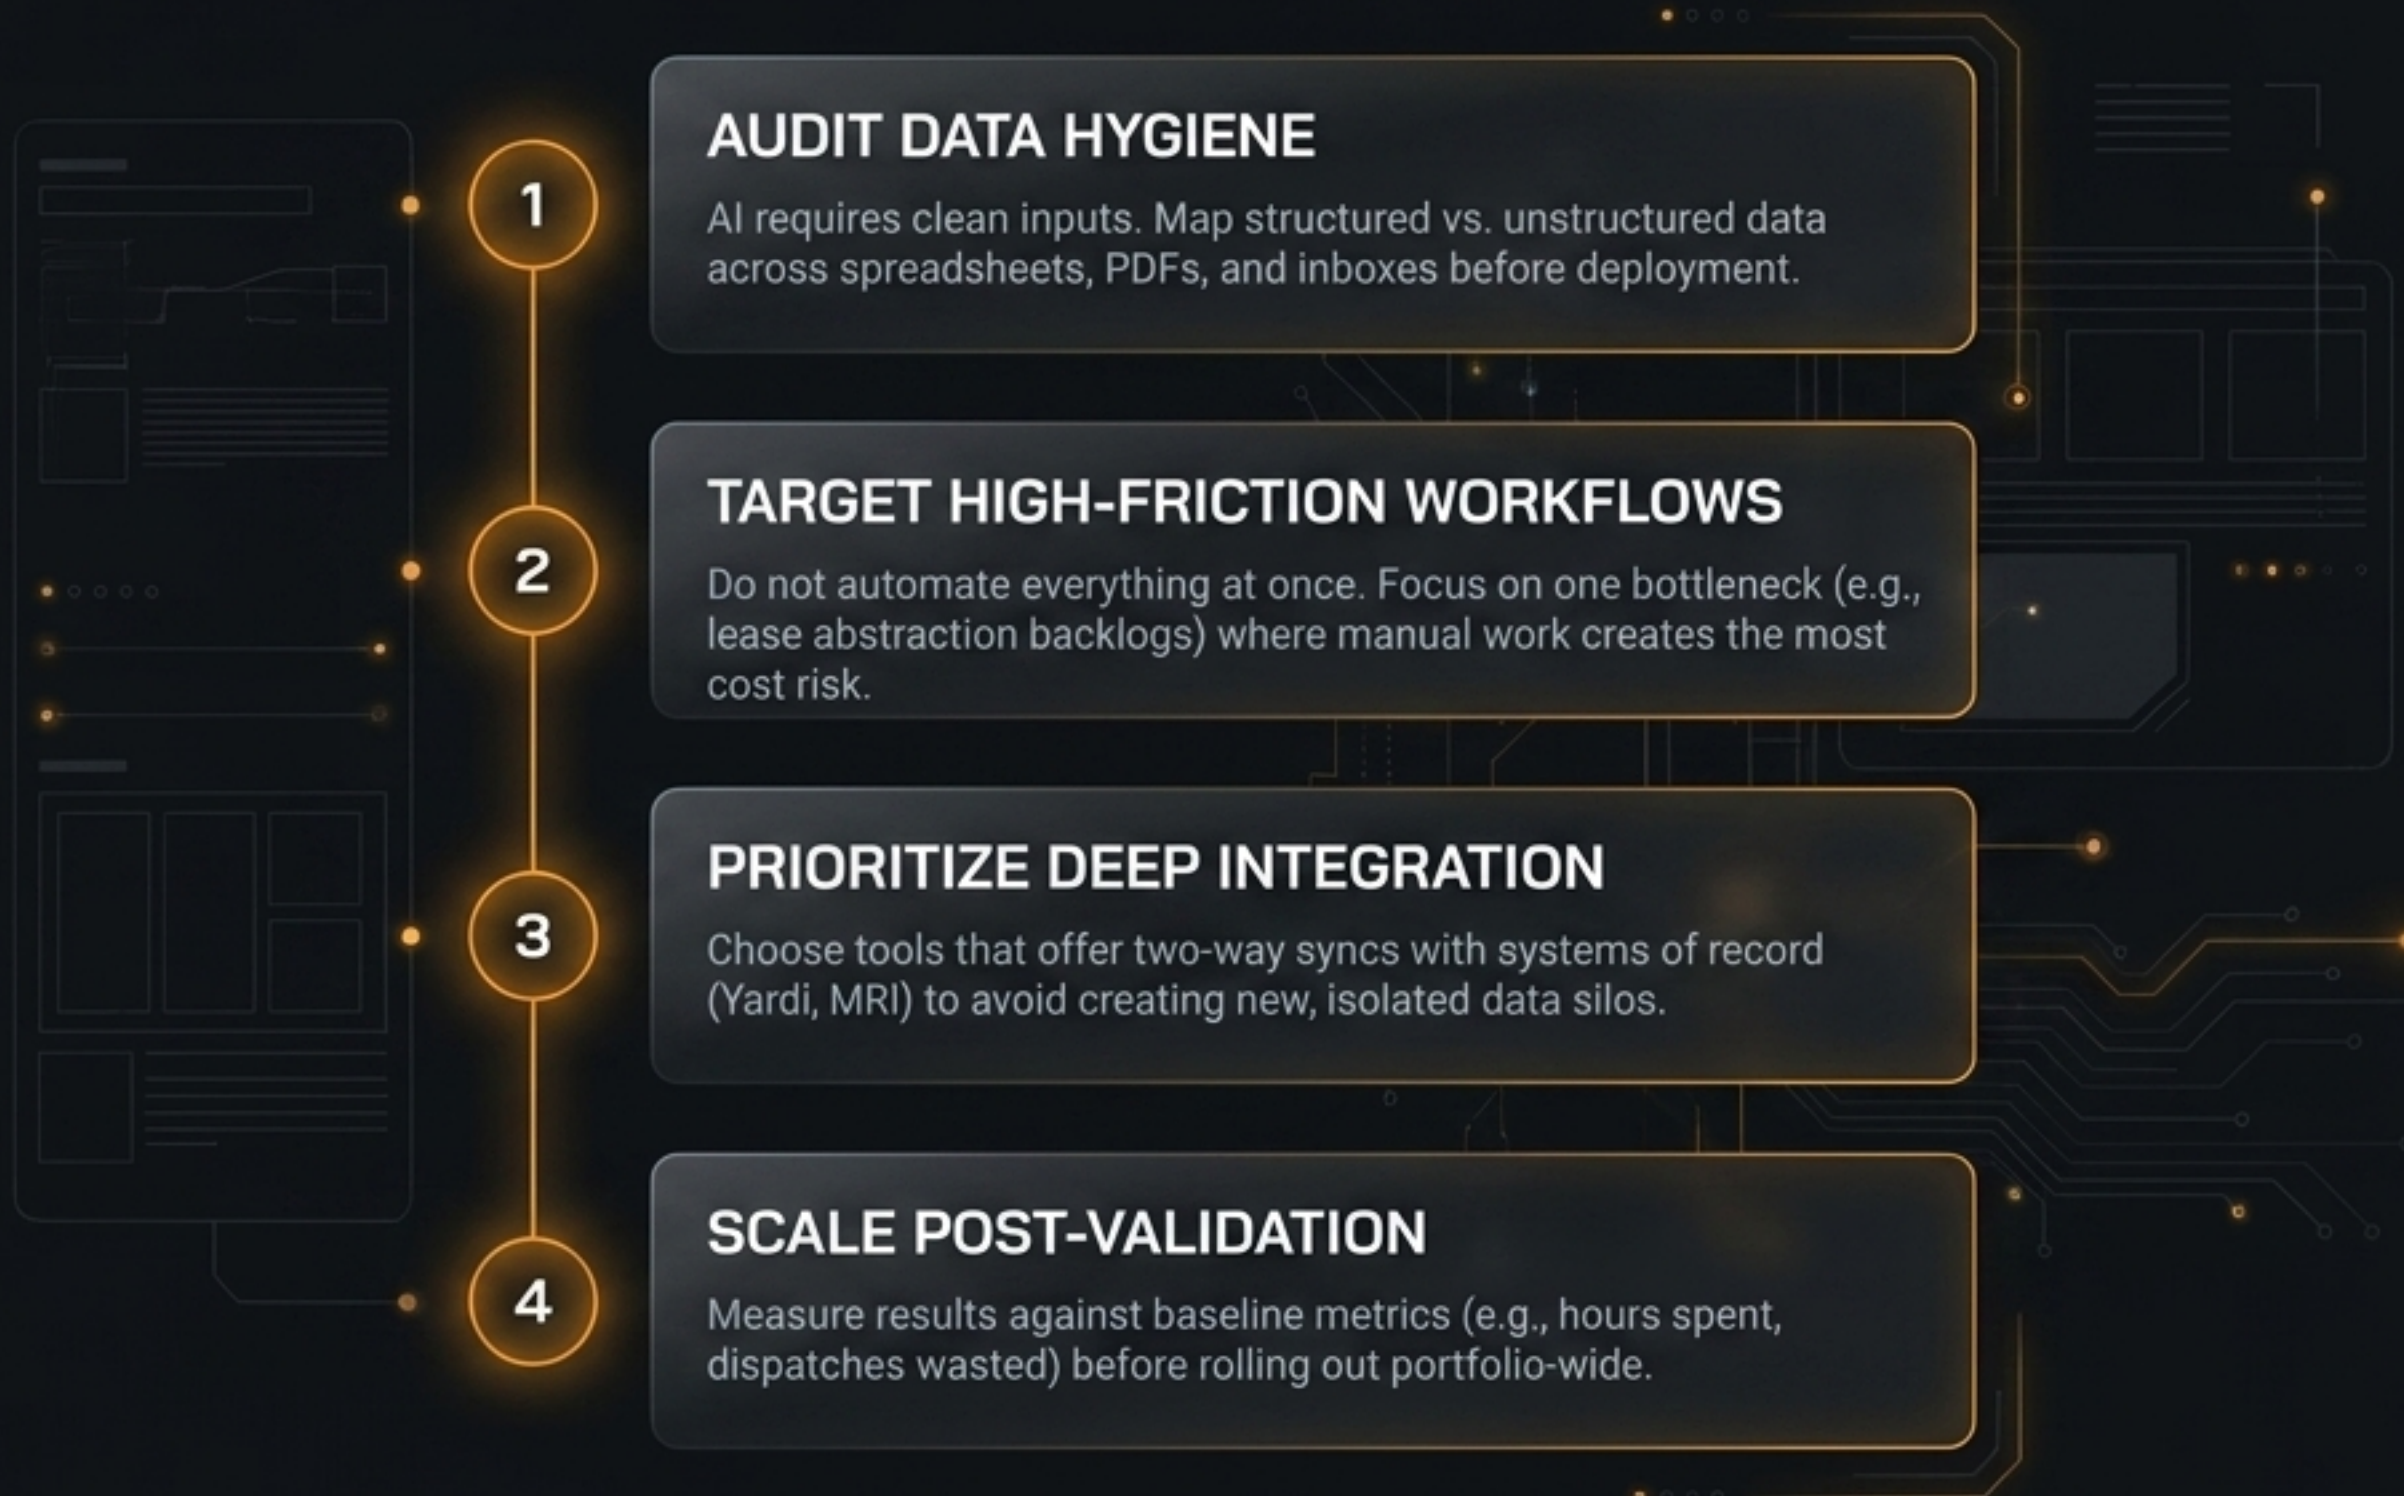 1
AUDIT DATA HYGIENE
AI requires clean inputs. Map structured vs. unstructured data
across spreadsheets, PDFs, and inboxes before deployment.
2
TARGET HIGH-FRICTION WORKFLOWS
Do not automate everything at once. Focus on one bottleneck (e.g.,
lease abstraction backlogs) where manual work creates the most
cost risk.
3
PRIORITIZE DEEP INTEGRATION
Choose tools that offer two-way syncs with systems of record
(Yardi, MRI) to avoid creating new, isolated data silos.
4
SCALE POST-VALIDATION
Measure results against baseline metrics (e.g., hours spent,
dispatches wasted) before rolling out portfolio-wide.